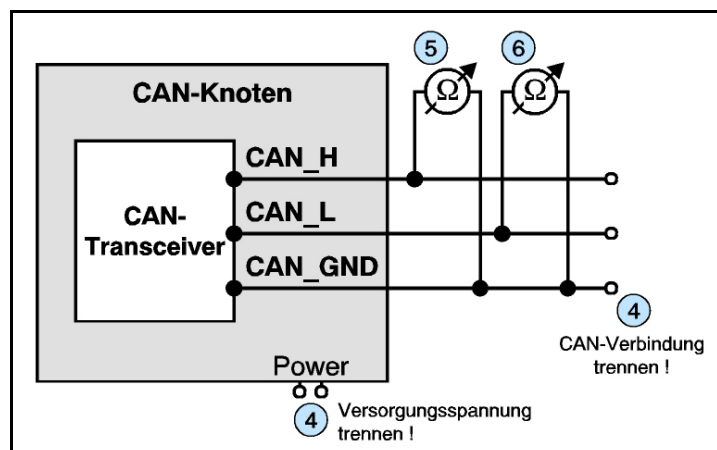 5
6
Ω
Ω
CAN-Knoten
CAN_H
CAN-
Transceiver
CAN_L
CAN_GND
4
CAN-Verbindung
trennen !
Power
4
Versorgungsspannung
trennen !